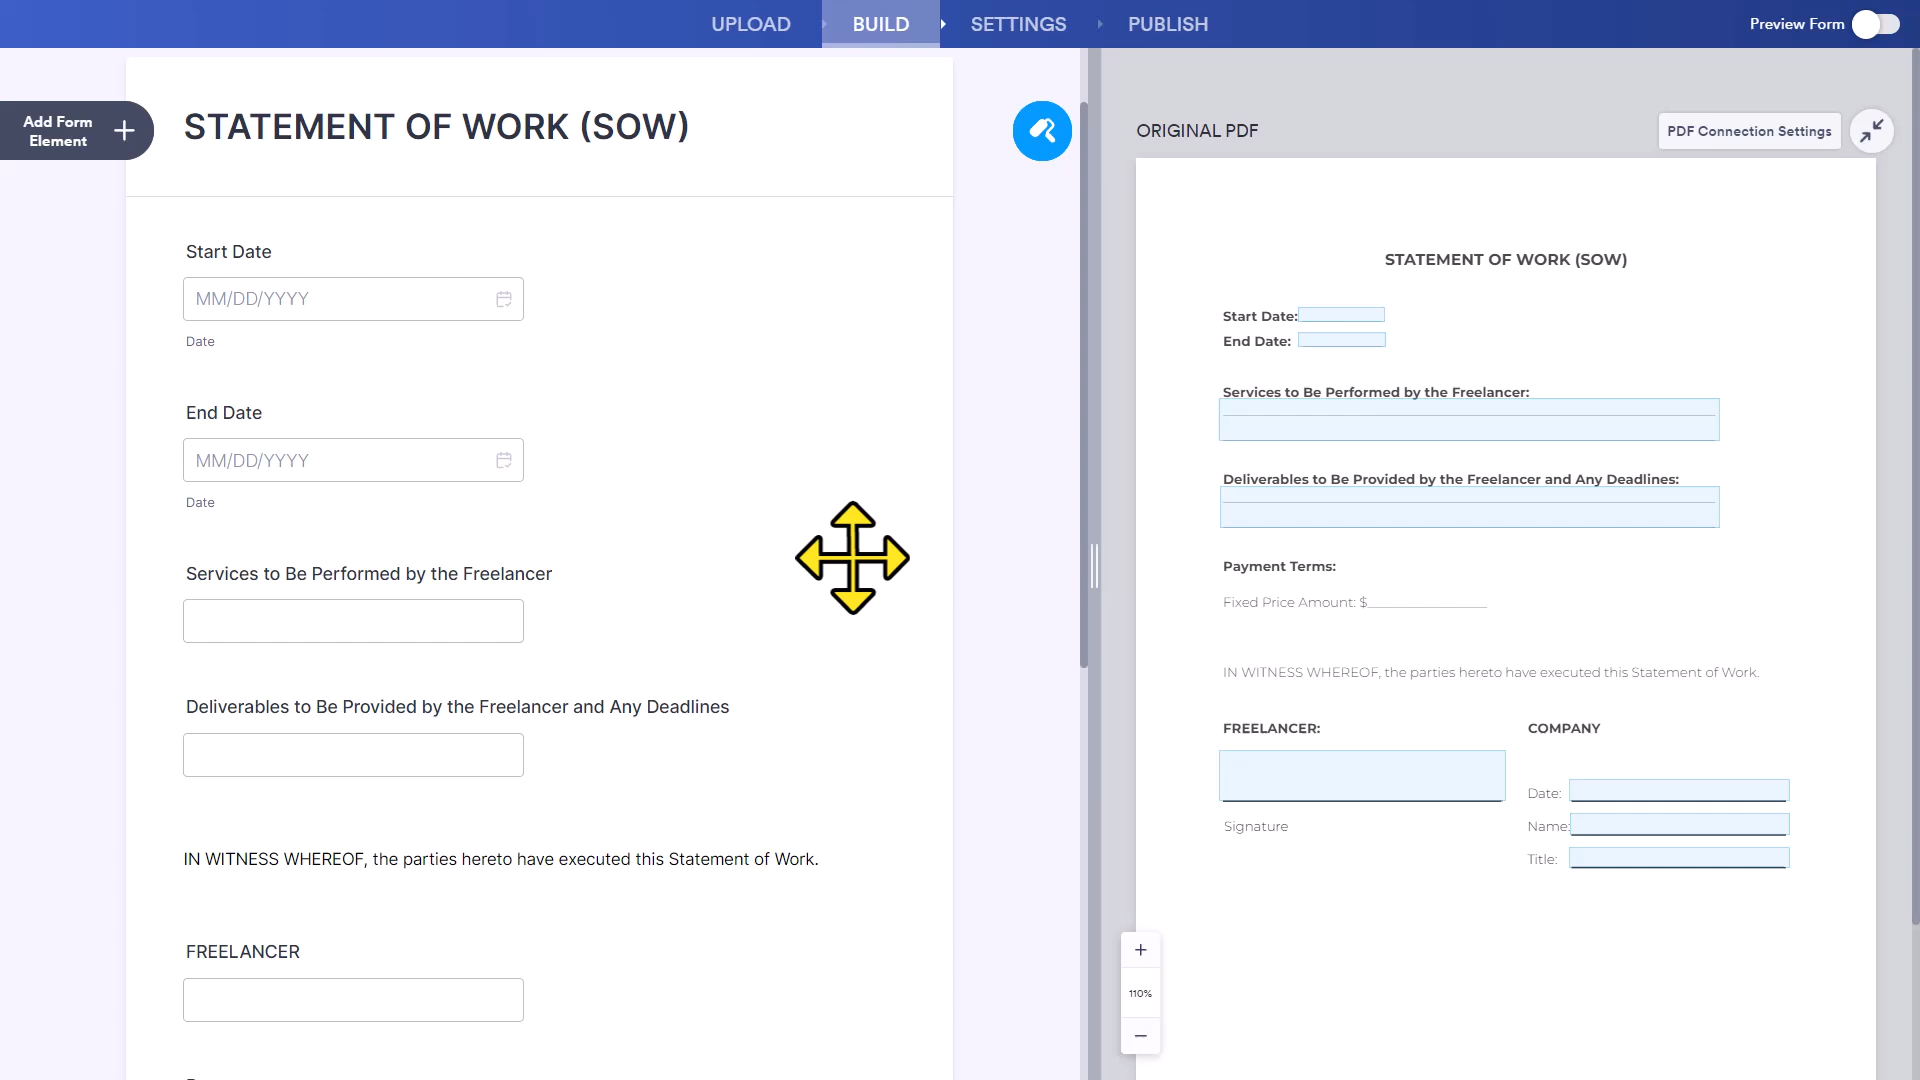 UPLOAD
BUILD
SETTINGS
PUBLISH
Preview Form
Add Form
Element
STATEMENT OF WORK (SOW)
Start Date
MM/DD/YYYY
Date
End Date
MM/DD/YYYY
Date
Services to Be Performed by the Freelancer
Deliverables to Be Provided by the Freelancer and Any Deadlines
IN WITNESS WHEREOF, the parties hereto have executed this Statement of Work.
FREELANCER
ORIGINAL PDF
PDF Connection Settings
STATEMENT OF WORK (SOW)
Start Date:
End Date:
Services to Be Performed by the Freelancer:
Deliverables to Be Provided by the Freelancer and Any Deadlines:
Payment Terms:
Fixed Price Amount: $
IN WITNESS WHEREOF, the parties hereto have executed this Statement of Work.
FREELANCER:
COMPANY
Date:
Name:
Signature
Title:
110%